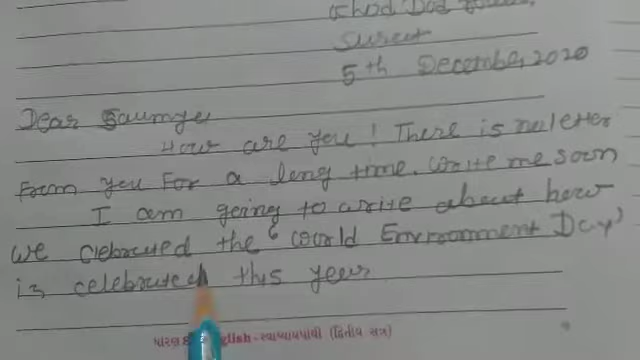 Surat
5th December, 2020
Dear Saumya
How are you! There is no letter
from you For a long time. Write me soon
I am going to write about how
we celebrated the "World Environment Day'
is celebrated this year
English-સ્વાધ્યાયપોથી (દ્વિતીય સત્ર)